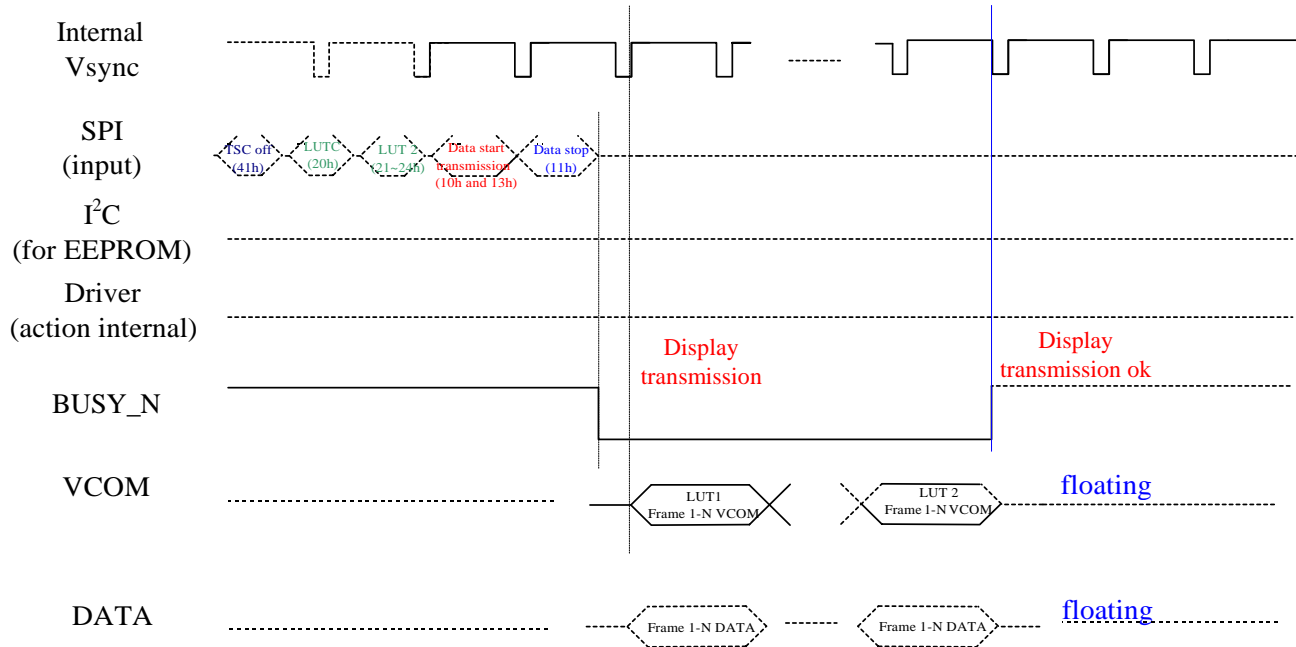 Internal
Vsync
SPI
(input)
TSC off
(41h)
LUTC
(20h)
LUT 2
(21~24h)
Data start
transmission
(10h and 13h)
Data stop
(11h)
I²C
(for EEPROM)
Driver
(action internal)
Display
transmission
Display
transmission ok
BUSY_N
VCOM
LUT1
Frame 1-N VCOM
LUT 2
Frame 1-N VCOM
floating
DATA
Frame 1-N DATA
Frame 1-N DATA
floating